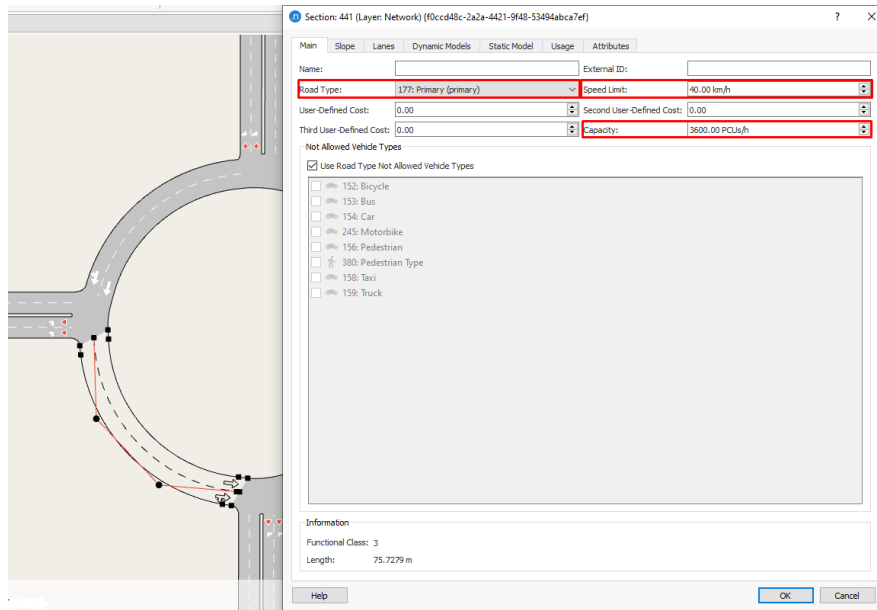 Section: 441 (Layer: Network) {f0ccd48c-2a2a-4421-9f48-53494abca7ef}
? X
Main Slope Lanes Dynamic Models Static Model Usage Attributes
Name: External ID:
Road Type: 177: Primary (primary) Speed Limit: 40.00 km/h
User-Defined Cost: 0.00 Second User-Defined Cost: 0.00
Third User-Defined Cost: 0.00 Capacity: 3600.00 PCUs/h
Not Allowed Vehicle Types
Use Road Type Not Allowed Vehicle Types
152: Bicycle
153: Bus
154: Car
245: Motorbike
156: Pedestrian
380: Pedestrian Type
158: Taxi
159: Truck
Information
Functional Class: 3
Length: 75.7279 m
Help OK Cancel